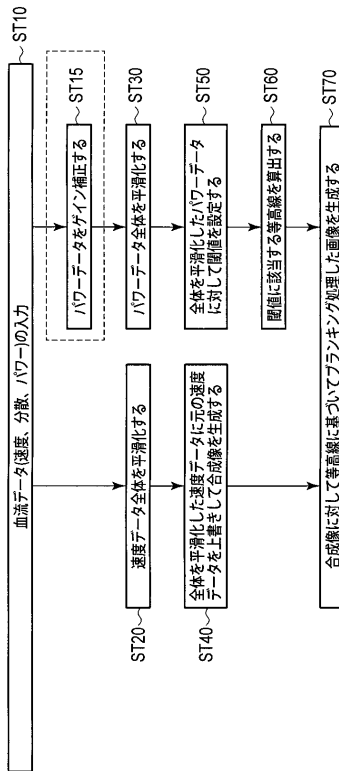 血流データ(速度、分散、パワー)の入力
ST10
パワーデータをゲイン補正する
ST15
速度データ全体を平滑化する
ST20
パワーデータ全体を平滑化する
ST30
全体を平滑化した速度データに元の速度
データを上書きして合成像を生成する
ST40
全体を平滑化したパワーデータ
に対して閾値を設定する
ST50
閾値に該当する等高線を算出する
ST60
合成像に対して等高線に基づいてブランキング処理した画像を生成する
ST70